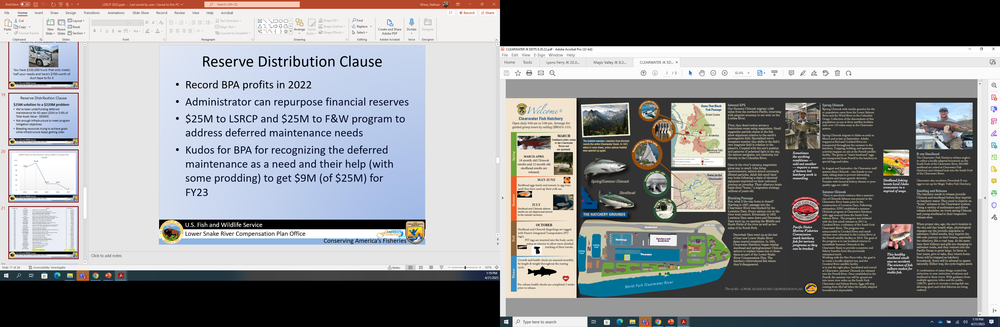 AutoSave Off
LSRCP 2023.pptx - Last saved by user • Saved to this PC
Search (Alt+Q)
Wiese, Nathan
File Home Insert Draw Design Transitions Animations Slide Show Record Review View Help Acrobat
Record Share
Paste
Cut
Copy
Format Painter
Clipboard
New Slide
Reuse Slides
Layout
Reset
Section
Slides
Font
Text Direction
Align Text
Convert to SmartArt
Paragraph
Arrange
Quick Styles
Shape Fill
Shape Outline
Shape Effects
Drawing
Find
Replace
Select
Editing
Create and Share Adobe PDF
Adobe Acrobat
Dictate
Voice
Designer
Designer
You have $150,000 truck that only meets
half your needs and here's $700 worth of
duct tape to fix it
19
Reserve Distribution Clause
$25M solution to a $220M problem
• We've been underfunding deferred
maintenance for 40 years ($3M or 0.6% of
Total Asset Value - $500M)
• Not enough infrastructure to meet program
mitigation objectives
• Bleeding resources trying to achieve goals
while infrastructure keeps getting older
20
LSRCP Reserve Distribution Clause (RDC) Funding Plan
- $25M
21
Reserve Distribution Clause
• Record BPA profits in 2022
• Administrator can repurpose financial reserves
• $25M to LSRCP and $25M to F&W program to
address deferred maintenance needs
• Kudos for BPA for recognizing the deferred
maintenance as a need and their help (with
some prodding) to get $9M (of $25M) for
FY23
U.S. Fish and Wildlife Service
Lower Snake River Compensation Plan Office
Conserving America's Fisheries
Click to add notes
Slide 17 of 26
Accessibility: Investigate
Notes
107%
1:19 PM
4/21/2023
CLEARWATER JK EDITS 8.30.22.pdf - Adobe Acrobat Pro (32-bit)
File Edit View E-Sign Window Help
Home Tools Lyons Ferry JK 02.0... Magic Valley JK 8.3... CLEARWATER JK ED... ×
2 / 2
82.4%
IDAHO
Welcome to
Clearwater Fish Hatchery
Open daily 9:00 am to 3:00 pm. Arrange for
guided group tours by calling (208)476-3331.
Spring
MARCH
Steelhead adults return
to the Clearwater
Basin and
are spawned.
MARCH-APRIL
18 month old Chinook
smolts and 12 month old
steelhead smolts are
released.
Summer
MAY-JUNE
Steelhead eggs hatch and remain in egg trays
until they have used up their yolk sac.
JULY
Steelhead and Chinook salmon
smolts are ad clipped and moved
to the outside raceways.
Fall
OCTOBER
Steelhead and Chinook fingerlings are tagged
with Passive Integrated Transponders (PIT
tags).
PIT tags are inserted into the body cavity
using an injector to allow more detailed
tracking of their travels.
Winter
Growth and health check are assessed monthly,
by length & weight throughout the rearing
cycle.
Pre-release health checks are completed 3 weeks
prior to release.
The habitat remains: Lewiston Dam blocked
nearly the entire Clearwater Basin. In 1973
when it came down, prime salmon habitat
was opened up again.
Spring/Summer Chinook
Steelhead
Idaho
THE HATCHERY GROUNDS
Dams That Block
Fish Passage
Grand Coulee
Dworshak
Brownlee
Shoshone Falls
(natural block)
Dams on the
Clearwater
Ahsahka Road
Ahsahka Road
Settling Pond
Settling Pond
N
Raceways
Hatchery and
Incubation
Raceways
Visitor
Center
North Fork Clearwater River
Internal GPS
Our Summer Chinook migrate 1,000
miles from the northern Pacific, returning
with pinpoint accuracy to our weir on the
Lochsa River.
First, they dead reckon across a
featureless ocean using magnetism. Small
magnetite particle chains in the fish
allow alignment relative to the earth's
geomagnetic field. Specialized nerve
receptors monitor tiny shifts in the fish's
own magnetic field in relation to the
planet's. Coupled with the sun's position
and patterns of polarized light in the sky,
the salmon navigates, not randomly, but
directly to the Columbia River.
Once in the river's estuary, magnetism
gives way to smell. Like living
spectrometers, salmon detect extremely
diluted particles. Adult fish smell their
way home following a chain of chemical
signposts imprinted on their outbound
journey as juveniles. Their olfactory-brain
leads them "home," a migration strategy
millions of years old.
Blocking Passage
But, what if the way home is closed?
Starting in 1927, passage into the
Clearwater River was blocked by the
Lewiston Dam. Every salmon run on the
river went extinct. Eventually in 1973
Lewiston Dam came down and Dworshak
Dam went up, re-opening the Middle and
South Forks of the river as well as two
miles of its North Fork.
Dworshak Dam went up as the last
of four new Lower Snake River
dams neared completion. In 1991,
Clearwater Hatchery began raising
steelhead and spring/summer Chinook
salmon to replace losses due to those
dams as part of the Lower Snake
River Compensation Plan. The
hatchery reintroduced fish where
they'd disappeared.
Part of the~LOWER SNAKE RIVER COMPENSATION PLAN
Sometimes
the working
conditions —
cold wet weather
— require a sense
of humor, but
hatchery work is
rewarding.
PACIFIC STATES MARINE
FISHERIES COMMISSION
Pacific States
Marine Fisheries
Commission
mark hatchery
fish for various
programs so they
can be tracked.
Spring Chinook
Spring Chinook with similar genetics for the
re-population came from the Lower Salmon
River and the Wind River in the Columbia
Gorge. Collection of the descendants of this
population occurs at three satellite facilities
each over 120 miles away in the Clearwater
system.
Spring Chinook migrate to Idaho as early as
March and as late as September. Adults
trapped at Red and Crooked River are
transported throughout the summer to the
hatchery. Trapping, holding, and spawning
activities happen on site at the Powell satellite
facility. The green or "water hardened" eggs
are transported from Powell to the hatchery in
special bags and tubes.
In August and September, the Clearwater staff
spawns these Chinook – one female to one
male, taking steps to prevent inbreeding
problems and insure genetic diversity.
Females with bacterial kidney disease or poor
quality eggs are culled.
Summer Chinook
There is anecdotal evidence that a summer-
run of Chinook Salmon was present in the
Clearwater River basin prior to the
construction of Lewiston Dam. Following
extirpation, IDFG established a summer
Chinook program at Clearwater Hatchery
with eggs sourced from the South Fork
Salmon River. The program was initiated
with the first smolt releases in 2011 in
Crooked River, a tributary of the South Fork
Clearwater River. The program was
unsuccessful in Crooked River and smolt
releases were relocated to the Lochsa River at
the Powell satellite facility in 2014. The goal of
the program is to use localized returns to
reestablish Summer Chinook in the
Clearwater Basin to provide ecosystem and
fishery benefits from this previously
extirpated stock.
Working with the Nez Perce tribe, the goal is
to create a locally adapted run, and the
Crooked River satellite facility
is in just the right place. Incubated and reared
at Clearwater, summer Chinook are released
into the Powell River. Once established in the
Powell, the summer run will be spread out
into more river miles on the South Fork
Clearwater and Selway Rivers. Eggs will stop
coming from McCall when the locally adapted
broodstock is dependable.
Steelhead fishing
boosts local Idaho
economies in a
myriad of ways.
This healthy
steelhead smolt
was no accident.
The science of fish
culture makes for
viable fish.
B-run Steelhead
The Clearwater Fish Hatchery utilizes anglers
to collect a locally adapted broodstock on the
South Fork of the Clearwater River. 843,000
steelhead are raised at Clearwater Fish
Hatchery and released back into the South Fork
of the Clearwater River.
Clearwater also incubates Dworshak B-run
eggs to eye up for Magic Valley Fish Hatchery.
Smolting and Release
The hatchery needs to release juvenile
Chinook and steelhead before they imprint
on hatchery water. They need to imprint on
"home" streams in the Clearwater system.
Using a variety of acclimation and direct
release schedules, we truck spring Chinook
and young steelhead to their respective
release sites.
When proper size, age, the sun's location in
the sky, and day length align, physiological
changes cue the juvenile migration to
saltwater. Called smolts, they imprint the
600-mile journey on their brains, especially
the olfactory, like a road map. At the same
time their kidneys and gills are changing to
saltwater mode, and they venture into the
Pacific Ocean to grow large. In three to
four years, give or take, they return home.
Some will be trapped as hatchery
broodstock. Some will be allowed to spawn
naturally. Either way, the cycle begins anew.
A combination of many things created the
extinction or near extinction of salmon and
steelhead in these rivers. With guidance from
multiple agencies, tribes and the public,
LSRCP's goal is to recreate a strong fish run
allowing sport and tribal fisheries are being
realized.
Type here to search
1:19 PM
4/21/2023